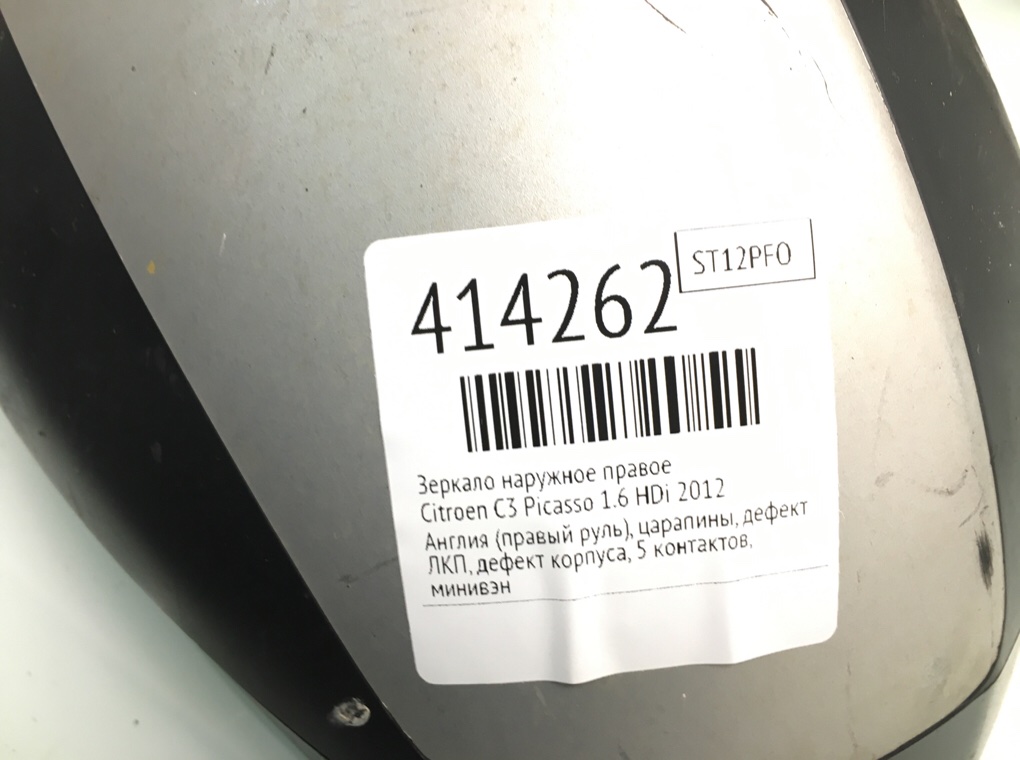 414262
ST12PFO
Зеркало наружное правое
Citroen C3 Picasso 1.6 HDi 2012
Англия (правый руль), царапины, дефект
ЛКП, дефект корпуса, 5 контактов,
минивэн